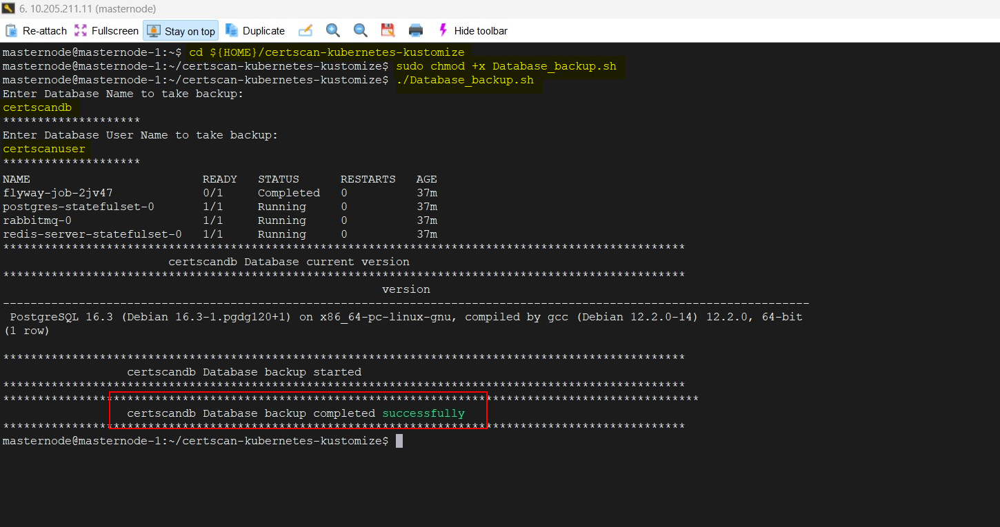 6. 10.205.211.11 (masternode)
Re-attach Fullscreen Stay on top Duplicate Hide toolbar
masternode@masternode-1:~$ cd ${HOME}/certscan-kubernetes-kustomize
masternode@masternode-1:~/certscan-kubernetes-kustomize$ sudo chmod +x Database_backup.sh
masternode@masternode-1:~/certscan-kubernetes-kustomize$ ./Database_backup.sh
Enter Database Name to take backup:
certscandb
********************
Enter Database User Name to take backup:
certscanuser
********************
NAME READY STATUS RESTARTS AGE
flyway-job-2jv47 0/1 Completed 0 37m
postgres-statefulset-0 1/1 Running 0 37m
rabbitmq-0 1/1 Running 0 37m
redis-server-statefulset-0 1/1 Running 0 37m
***************************************************************************************************
certscandb Database current version
***************************************************************************************************
version
---------------------------------------------------------------------------------------------------------------------
PostgreSQL 16.3 (Debian 16.3-1.pgdg120+1) on x86_64-pc-linux-gnu, compiled by gcc (Debian 12.2.0-14) 12.2.0, 64-bit
(1 row)
***************************************************************************************************
certscandb Database backup started
***************************************************************************************************
*****************************************************************************************************
certscandb Database backup completed successfully
***************************************************************************************************
masternode@masternode-1:~/certscan-kubernetes-kustomize$